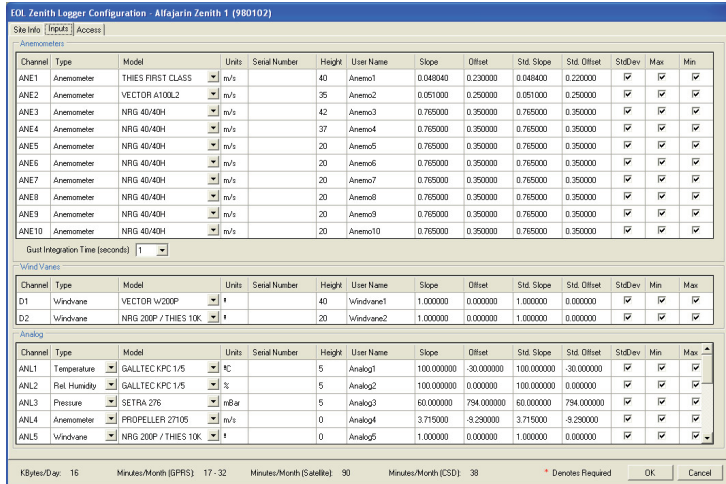 EOL Zenith Logger Configuration - Alfajarin Zenith 1 (980102)
Site Info Inputs Access
Anemometers
Channel Type Model Units Serial Number Height User Name Slope Offset Std. Slope Std. Offset StdDev Max Min
ANE1 Anemometer THIES FIRST CLASS m/s 40 Anemo1 0.048040 0.230000 0.048400 0.220000
ANE2 Anemometer VECTOR A100L2 m/s 35 Anemo2 0.051000 0.250000 0.051000 0.250000
ANE3 Anemometer NRG 40/40H m/s 42 Anemo3 0.765000 0.350000 0.765000 0.350000
ANE4 Anemometer NRG 40/40H m/s 37 Anemo4 0.765000 0.350000 0.765000 0.350000
ANE5 Anemometer NRG 40/40H m/s 20 Anemo5 0.765000 0.350000 0.765000 0.350000
ANE6 Anemometer NRG 40/40H m/s 20 Anemo6 0.765000 0.350000 0.765000 0.350000
ANE7 Anemometer NRG 40/40H m/s 20 Anemo7 0.765000 0.350000 0.765000 0.350000
ANE8 Anemometer NRG 40/40H m/s 20 Anemo8 0.765000 0.350000 0.765000 0.350000
ANE9 Anemometer NRG 40/40H m/s 20 Anemo9 0.765000 0.350000 0.765000 0.350000
ANE10 Anemometer NRG 40/40H m/s 20 Anemo10 0.765000 0.350000 0.765000 0.350000
Gust Integration Time (seconds) 1
Wind Vanes
Channel Type Model Units Serial Number Height User Name Slope Offset Std. Slope Std. Offset StdDev Min Max
D1 Windvane VECTOR W200P º 40 Windvane1 1.000000 0.000000 1.000000 0.000000
D2 Windvane NRG 200P / THIES 10K º 20 Windvane2 1.000000 0.000000 1.000000 0.000000
Analog
Channel Type Model Units Serial Number Height User Name Slope Offset Std. Slope Std. Offset StdDev Min Max
ANL1 Temperature GALLTEC KPC 1/5 ºC 5 Analog1 100.000000 -30.000000 100.000000 -30.000000
ANL2 Rel. Humidity GALLTEC KPC 1/5 % 5 Analog2 100.000000 0.000000 100.000000 0.000000
ANL3 Pressure SETRA 276 mBar 5 Analog3 60.000000 794.000000 60.000000 794.000000
ANL4 Anemometer PROPELLER 27105 m/s 0 Analog4 3.715000 -9.290000 3.715000 -9.290000
ANL5 Windvane NRG 200P / THIES 10K º 0 Analog5 1.000000 0.000000 1.000000 0.000000
KBytes/Day: 16 Minutes/Month (GPRS): 17 - 32 Minutes/Month (Satellite): 90 Minutes/Month (CSD): 38 * Denotes Required OK Cancel